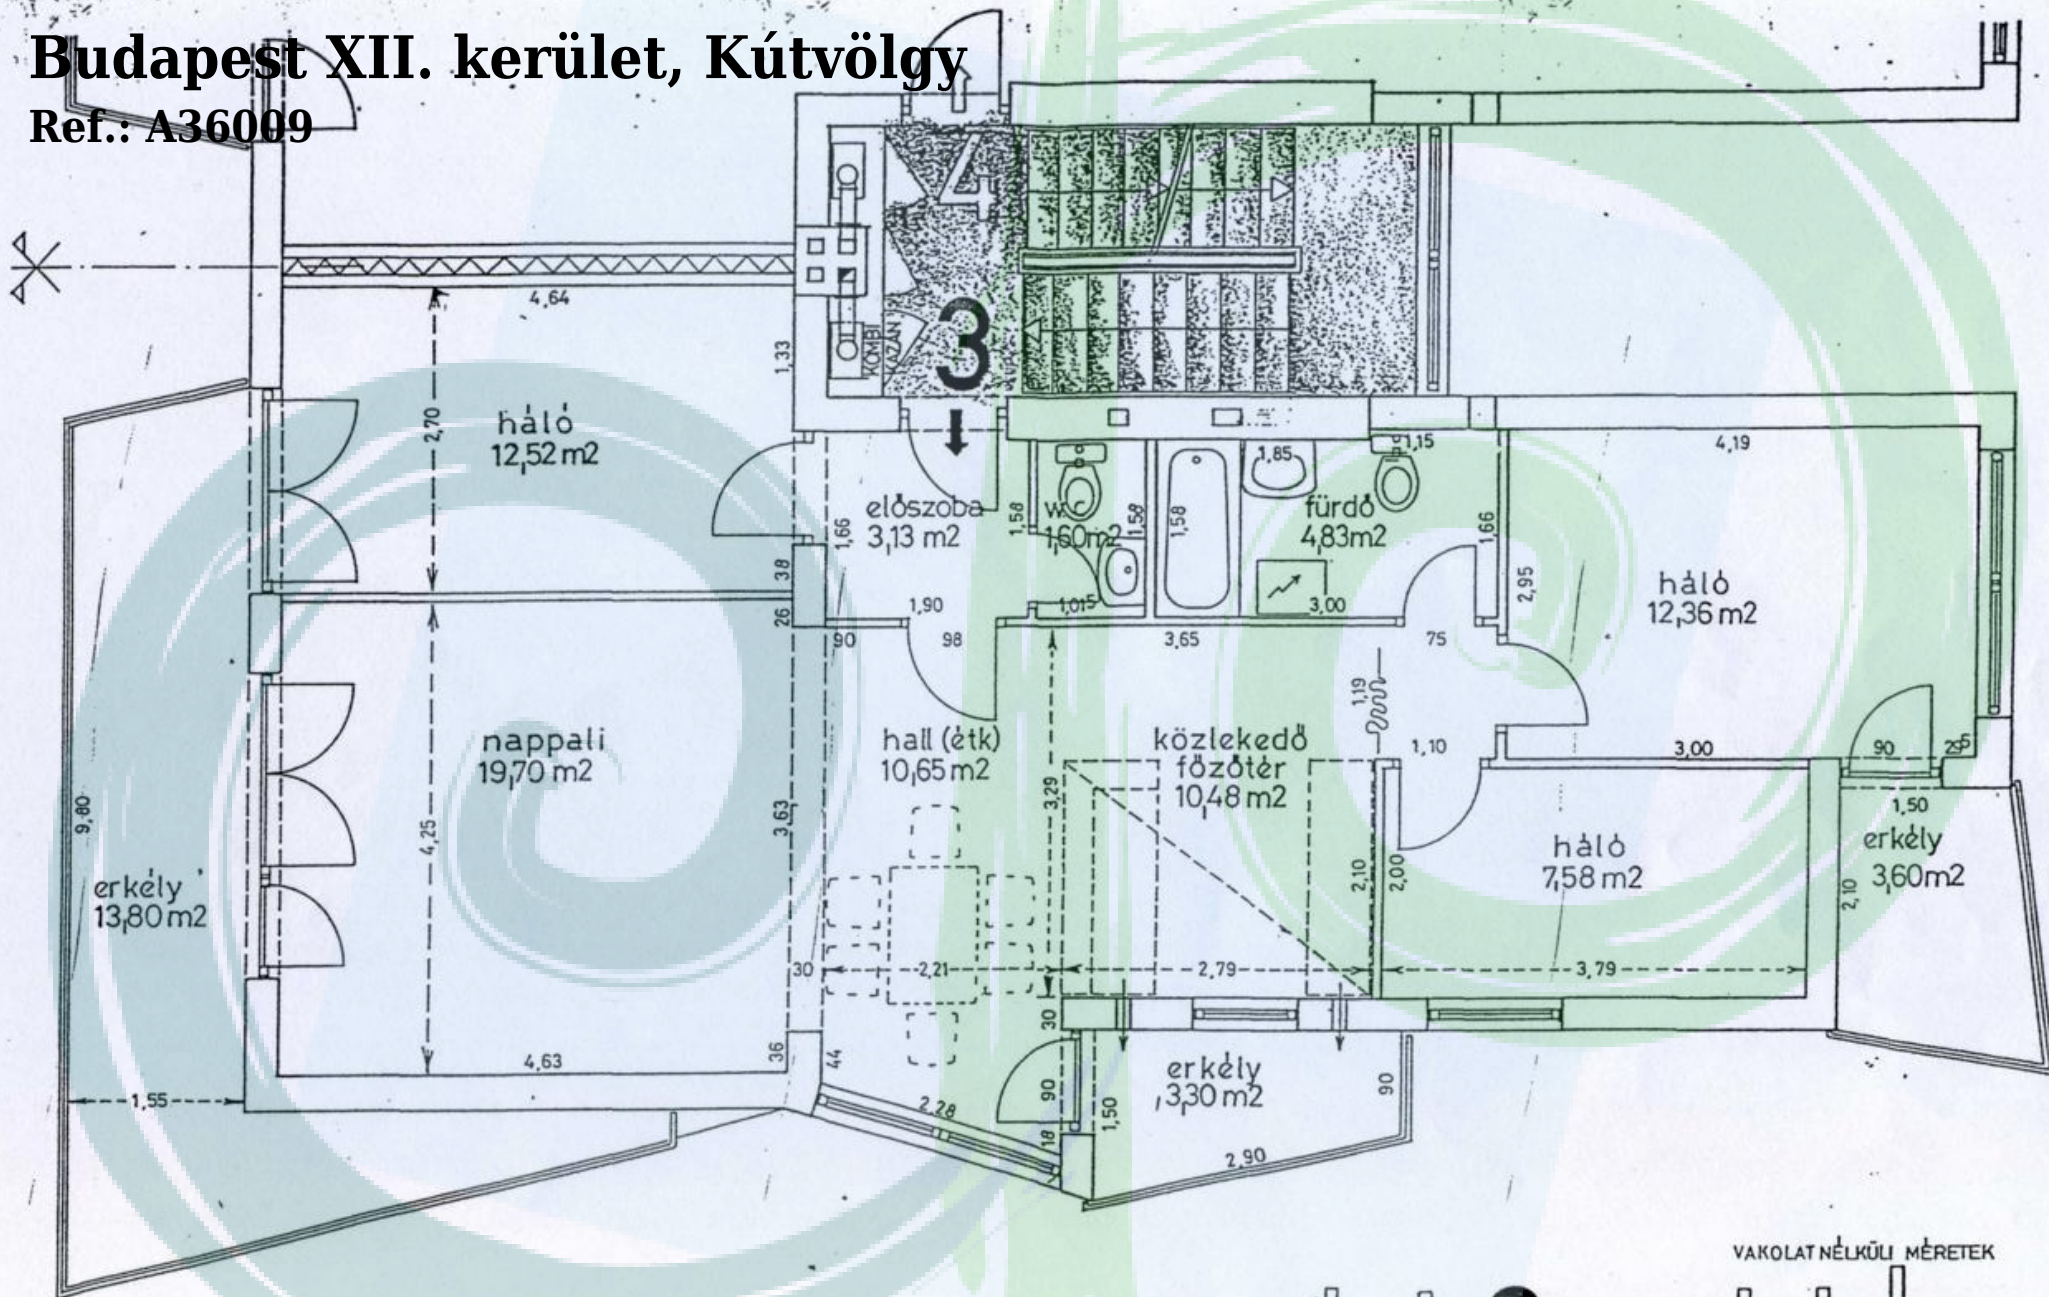 Budapest XII. kerület, Kútvölgy
Ref.: A36009
4
3
KOMBI
KAZÁN
4,64
1,33
2,70
háló
12,52 m2
38
26
előszoba
3,13 m2
1,66
1,58
1,90
90
98
w.c
1,60 m2
1,58
1,01⁵
1,58
1,85
1,15
fürdő
4,83m2
1,66
3,00
3,65
75
4,19
2,95
háló
12,36 m2
1,19
1,10
3,00
90
29⁵
1,50
nappali
19,70 m2
4,25
3,63
4,63
36
30
hall (étk)
10,65 m2
3,29
2,21
44
2,28
közlekedő
főzőtér
10,48 m2
2,79
2,10
2,00
háló
7,58 m2
3,79
erkély
3,60m2
2,10
9,80
erkély
13,80 m2
1,55
30
90
18
1,50
erkély
3,30 m2
90
2,90
VAKOLAT NÉLKÜLI MÉRETEK